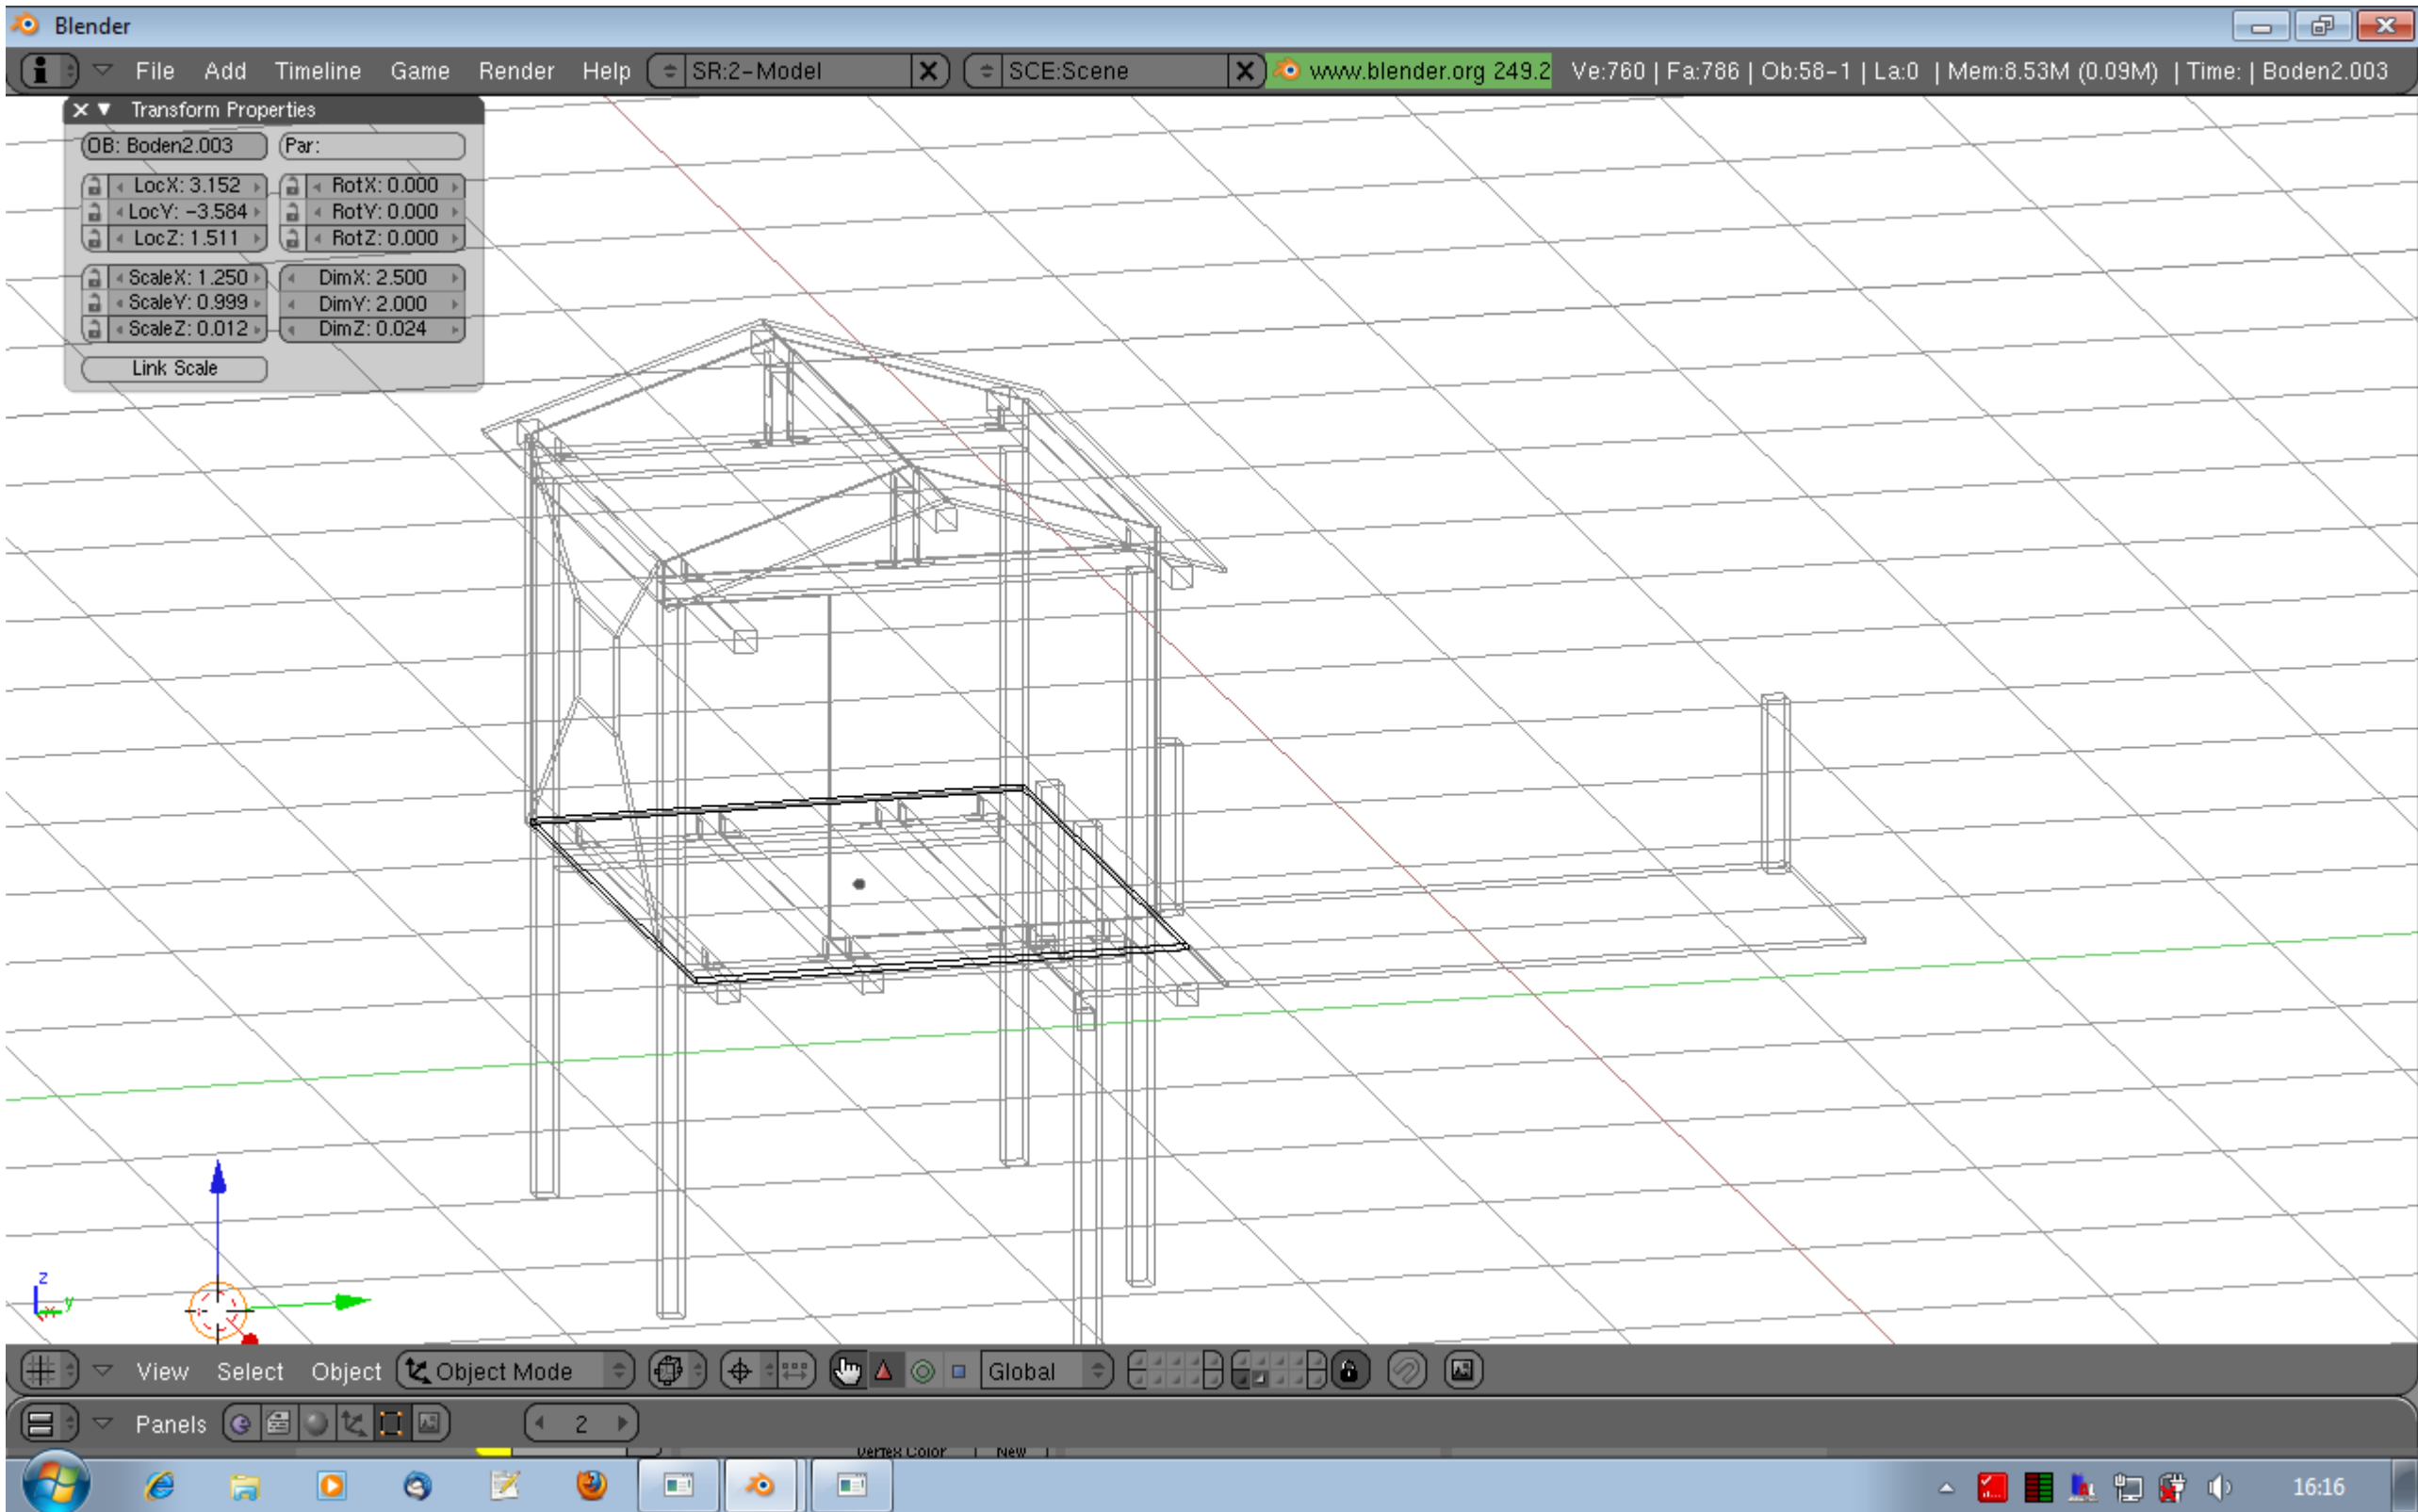 Blender
File Add Timeline Game Render Help SR:2-Model SCE:Scene www.blender.org 249.2 Ve:760 | Fa:786 | Ob:58-1 | La:0 | Mem:8.53M (0.09M) | Time: | Boden2.003
Transform Properties
OB: Boden2.003 Par:
LocX: 3.152 RotX: 0.000
LocY: -3.584 RotY: 0.000
LocZ: 1.511 RotZ: 0.000
ScaleX: 1.250 DimX: 2.500
ScaleY: 0.999 DimY: 2.000
ScaleZ: 0.012 DimZ: 0.024
Link Scale
z
y
View Select Object Object Mode Global
Panels 2
Vertex Color New
16:16